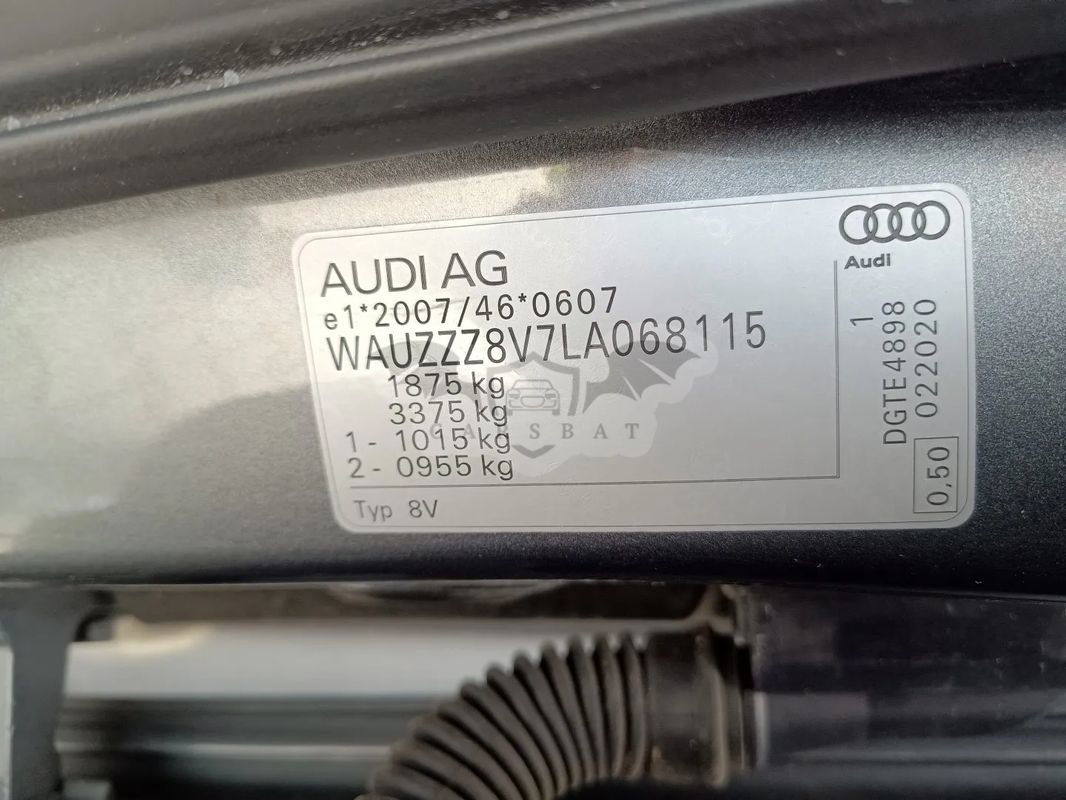 AUDI AG
e1*2007/46*0607
WAUZZZ8V7LA068115
1875 kg
3375 kg
1 - 1015 kg
2 - 0955 kg
Typ 8V
Audi
1
DGTE4898
022020
0,50
CARSBAT